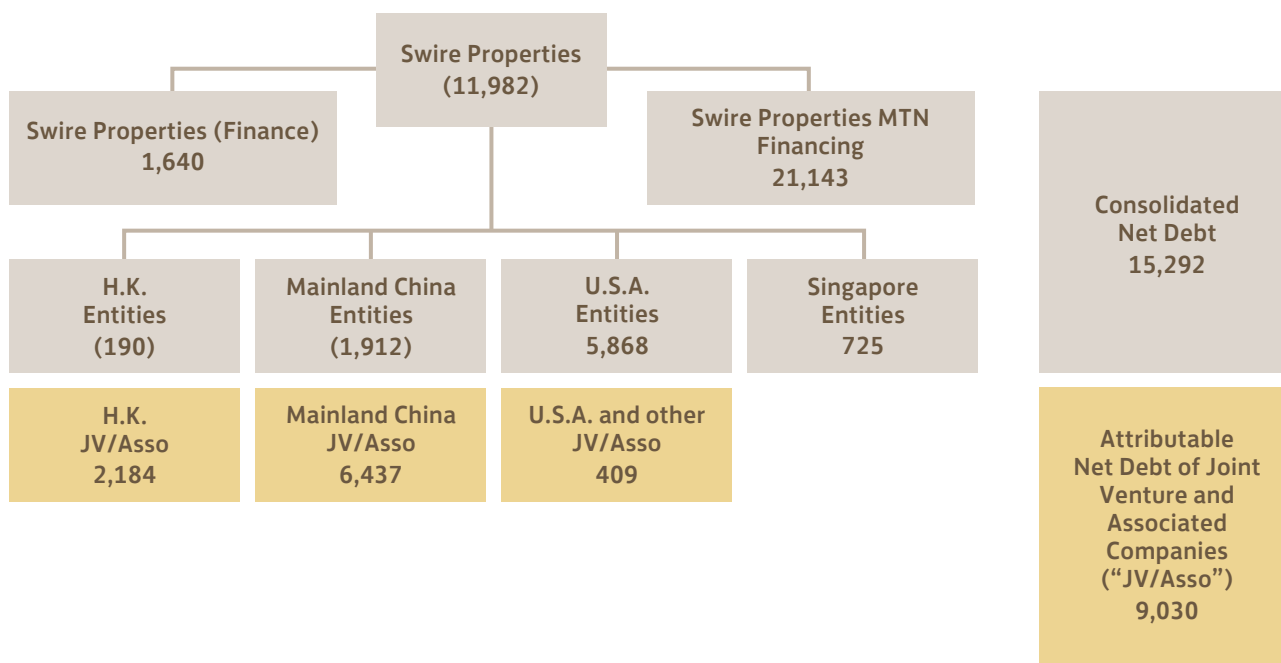 Swire Properties
(11,982)
Swire Properties (Finance)
1,640
Swire Properties MTN
Financing
21,143
H.K.
Entities
(190)
Mainland China
Entities
(1,912)
U.S.A.
Entities
5,868
Singapore
Entities
725
Consolidated
Net Debt
15,292
H.K.
JV/Asso
2,184
Mainland China
JV/Asso
6,437
U.S.A. and other
JV/Asso
409
Attributable
Net Debt of Joint
Venture and
Associated
Companies
(“JV/Asso”)
9,030